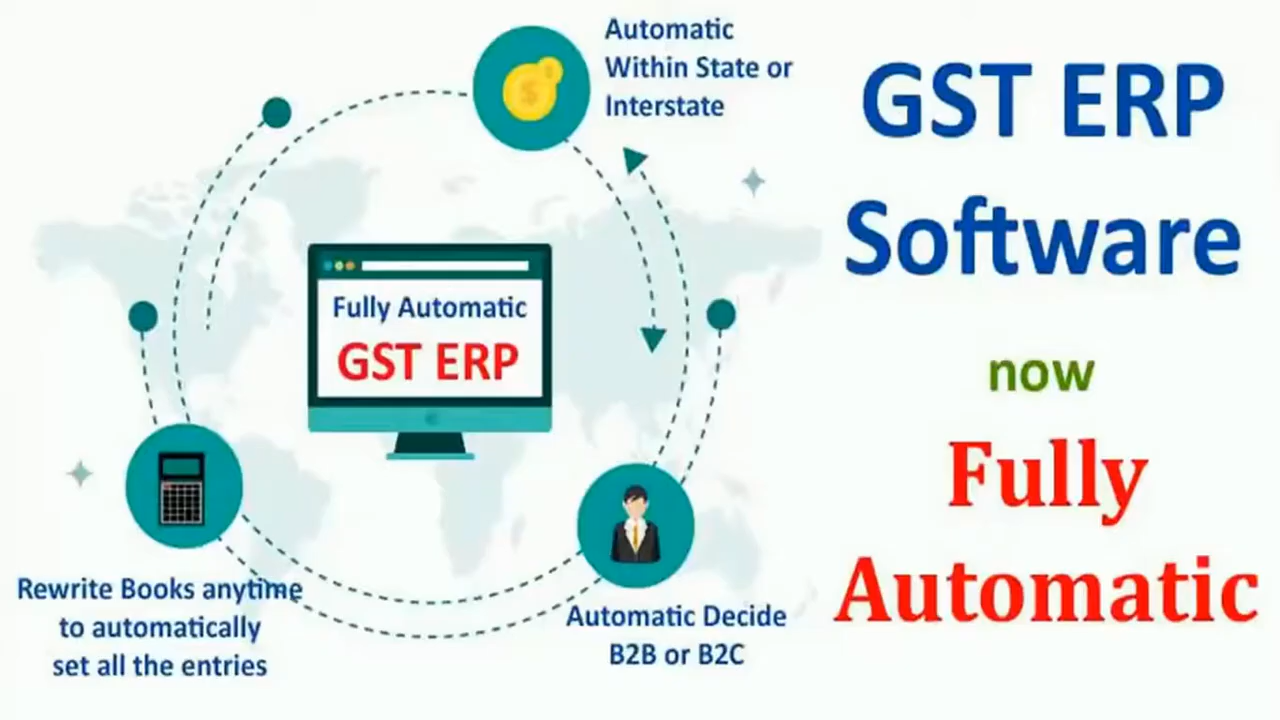 Automatic
Within State or
Interstate
GST ERP
Software
now
Fully
Automatic
Fully Automatic
GST ERP
Rewrite Books anytime
to automatically
set all the entries
Automatic Decide
B2B or B2C